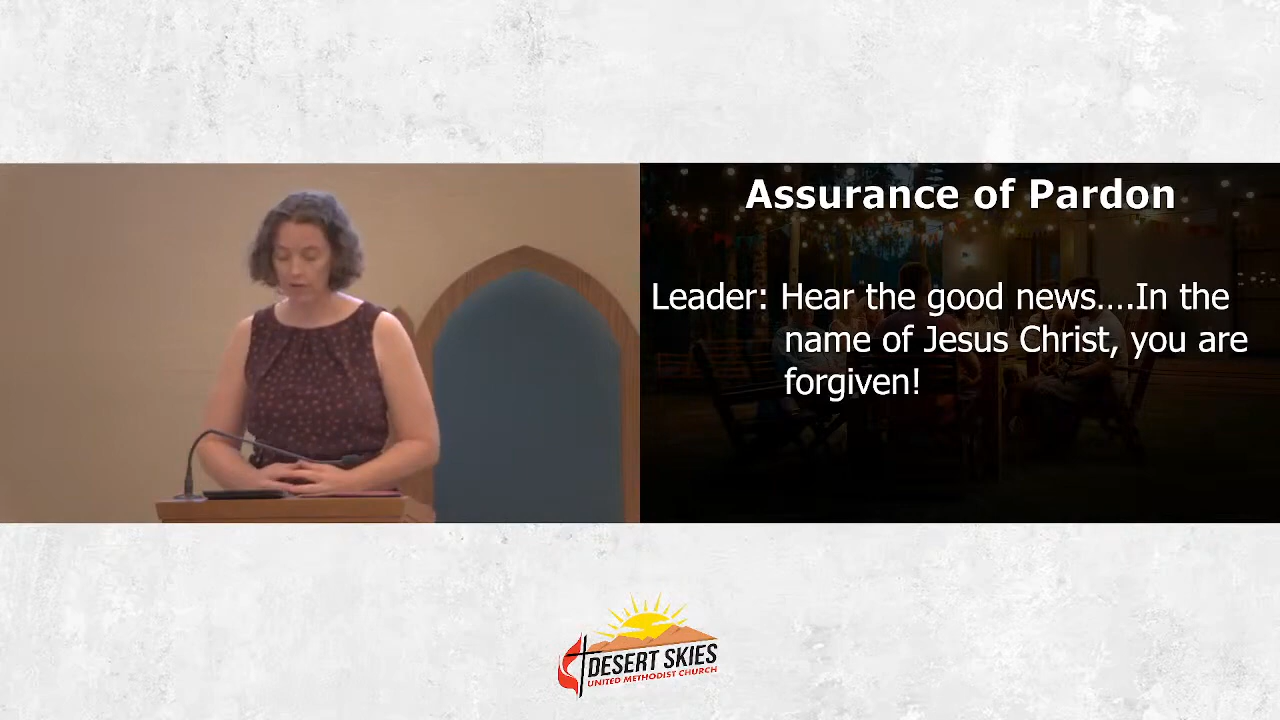 Assurance of Pardon
Leader: Hear the good news....In the
name of Jesus Christ, you are
forgiven!
DESERT SKIES
UNITED METHODIST CHURCH